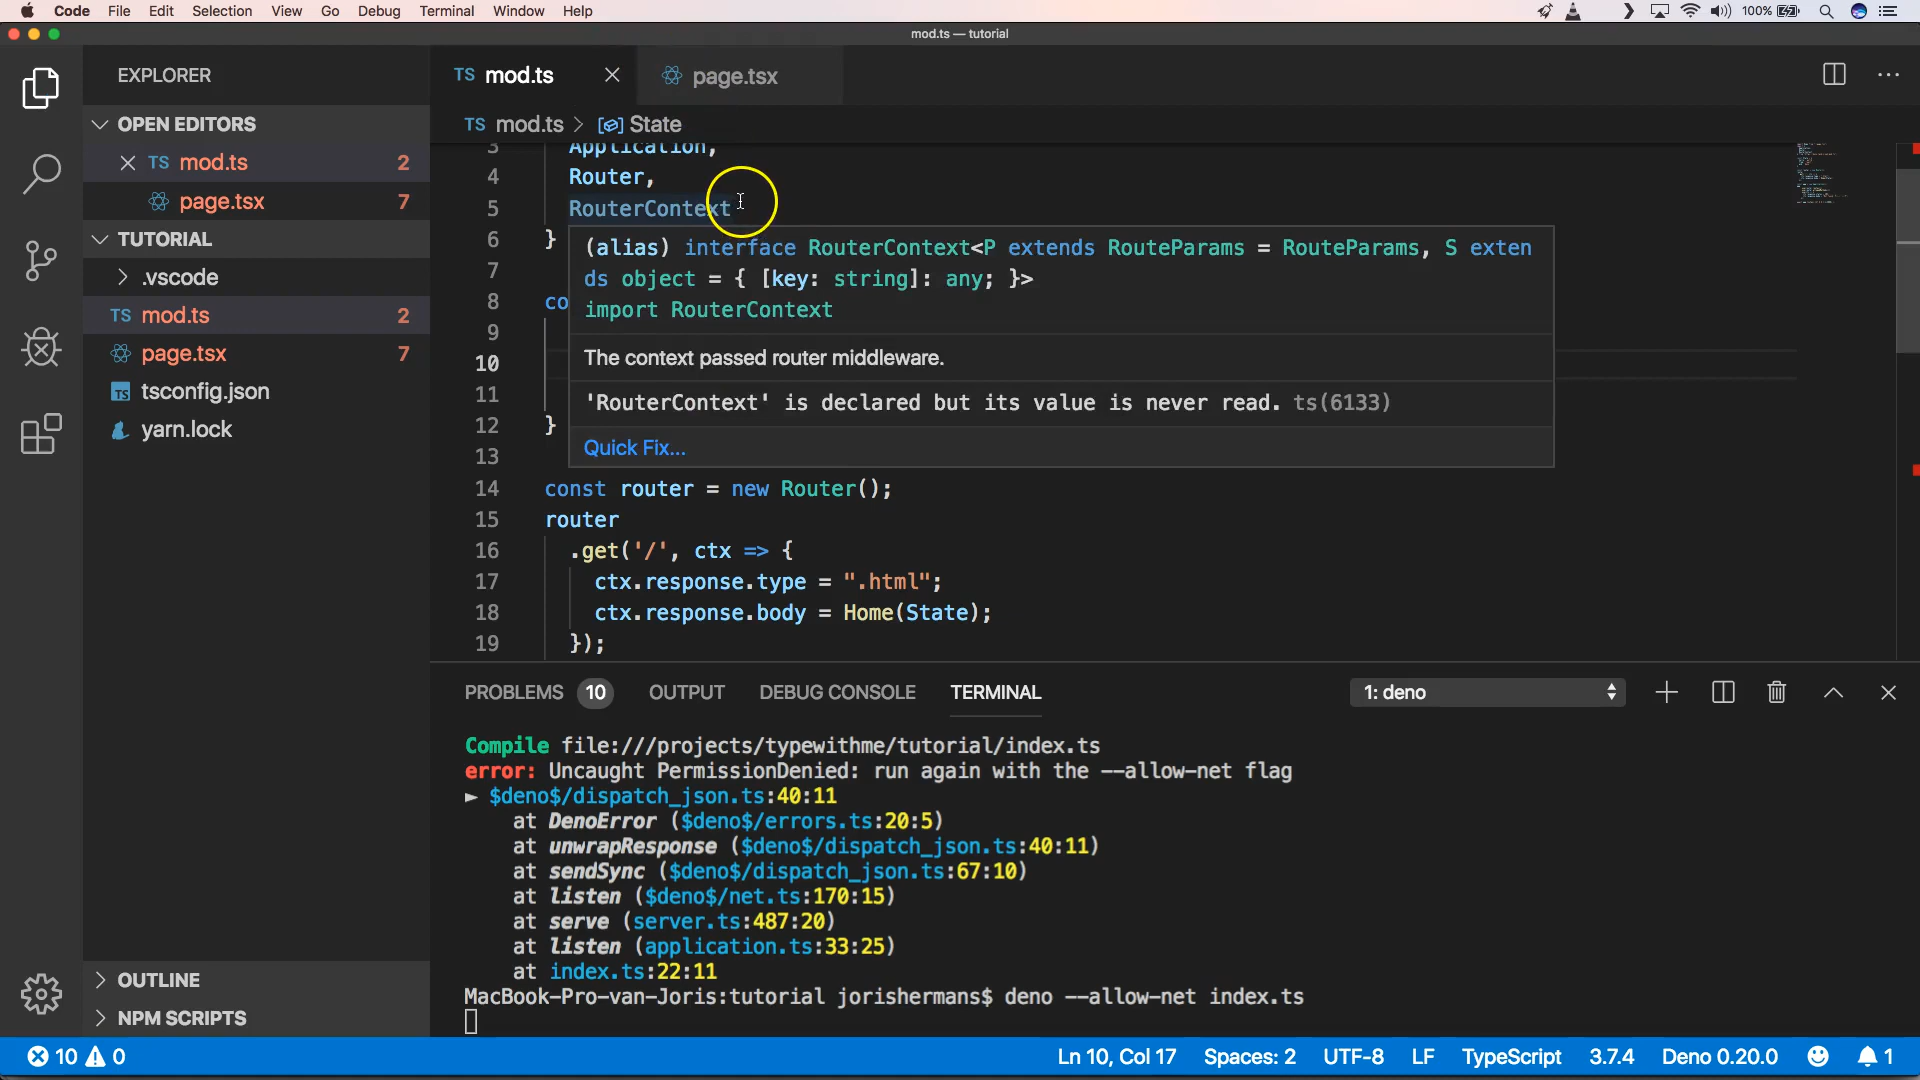 Code File Edit Selection View Go Debug Terminal Window Help 100%
mod.ts — tutorial
EXPLORER
TS mod.ts page.tsx
OPEN EDITORS
TS mod.ts > State
TS mod.ts 2
page.tsx 7
TUTORIAL
.vscode
TS mod.ts 2
page.tsx 7
TS tsconfig.json
yarn.lock
OUTLINE
NPM SCRIPTS
3 Application,
4 Router,
5 RouterContext
6 }
7
8 co
9
10
11
12 }
13
(alias) interface RouterContext<P extends RouteParams = RouteParams, S exten
ds object = { [key: string]: any; }>
import RouterContext
The context passed router middleware.
'RouterContext' is declared but its value is never read. ts(6133)
Quick Fix...
14 const router = new Router();
15 router
16 .get('/', ctx => {
17 ctx.response.type = ".html";
18 ctx.response.body = Home(State);
19 });
PROBLEMS 10 OUTPUT DEBUG CONSOLE TERMINAL 1: deno
Compile file:///projects/typewithme/tutorial/index.ts
error: Uncaught PermissionDenied: run again with the --allow-net flag
► $deno$/dispatch_json.ts:40:11
at DenoError ($deno$/errors.ts:20:5)
at unwrapResponse ($deno$/dispatch_json.ts:40:11)
at sendSync ($deno$/dispatch_json.ts:67:10)
at listen ($deno$/net.ts:170:15)
at serve (server.ts:487:20)
at listen (application.ts:33:25)
at index.ts:22:11
MacBook-Pro-van-Joris:tutorial jorishermans$ deno --allow-net index.ts
10 0 Ln 10, Col 17 Spaces: 2 UTF-8 LF TypeScript 3.7.4 Deno 0.20.0 1